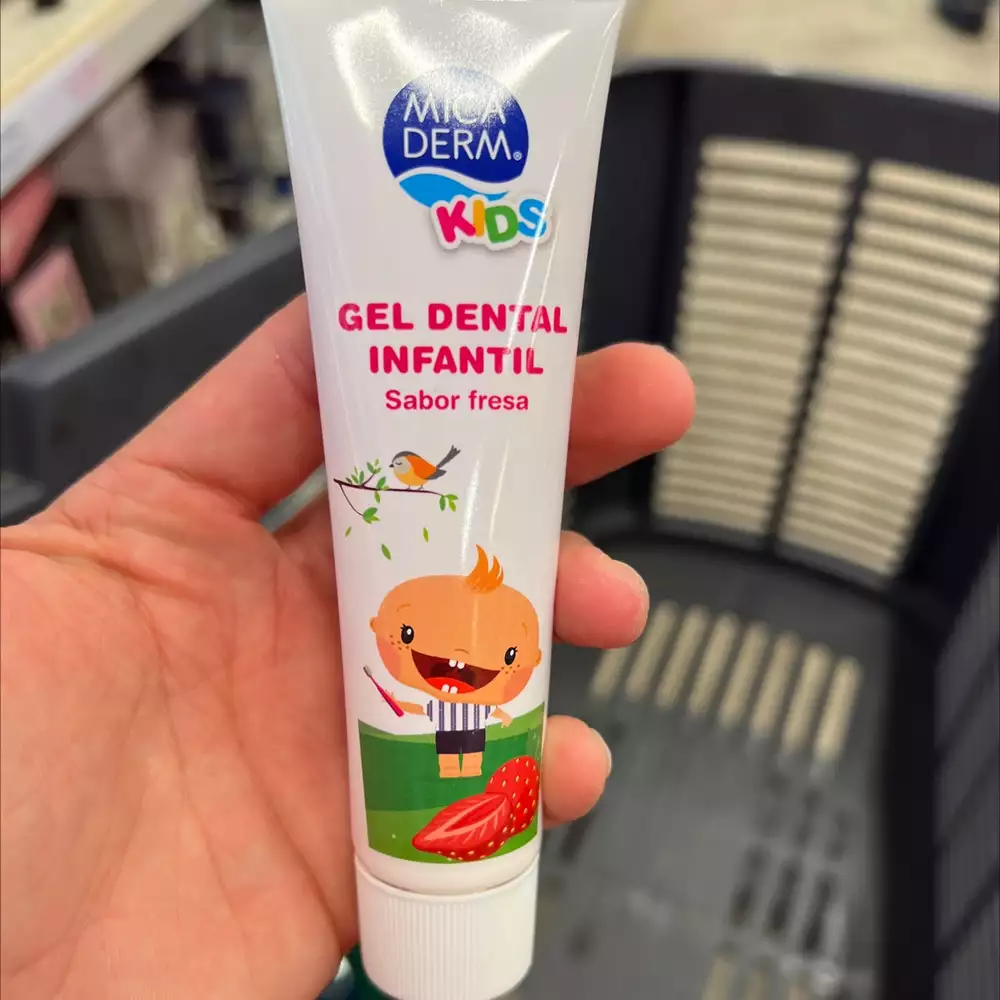 MICA
DERM®
KIDS
GEL DENTAL
INFANTIL
Sabor fresa